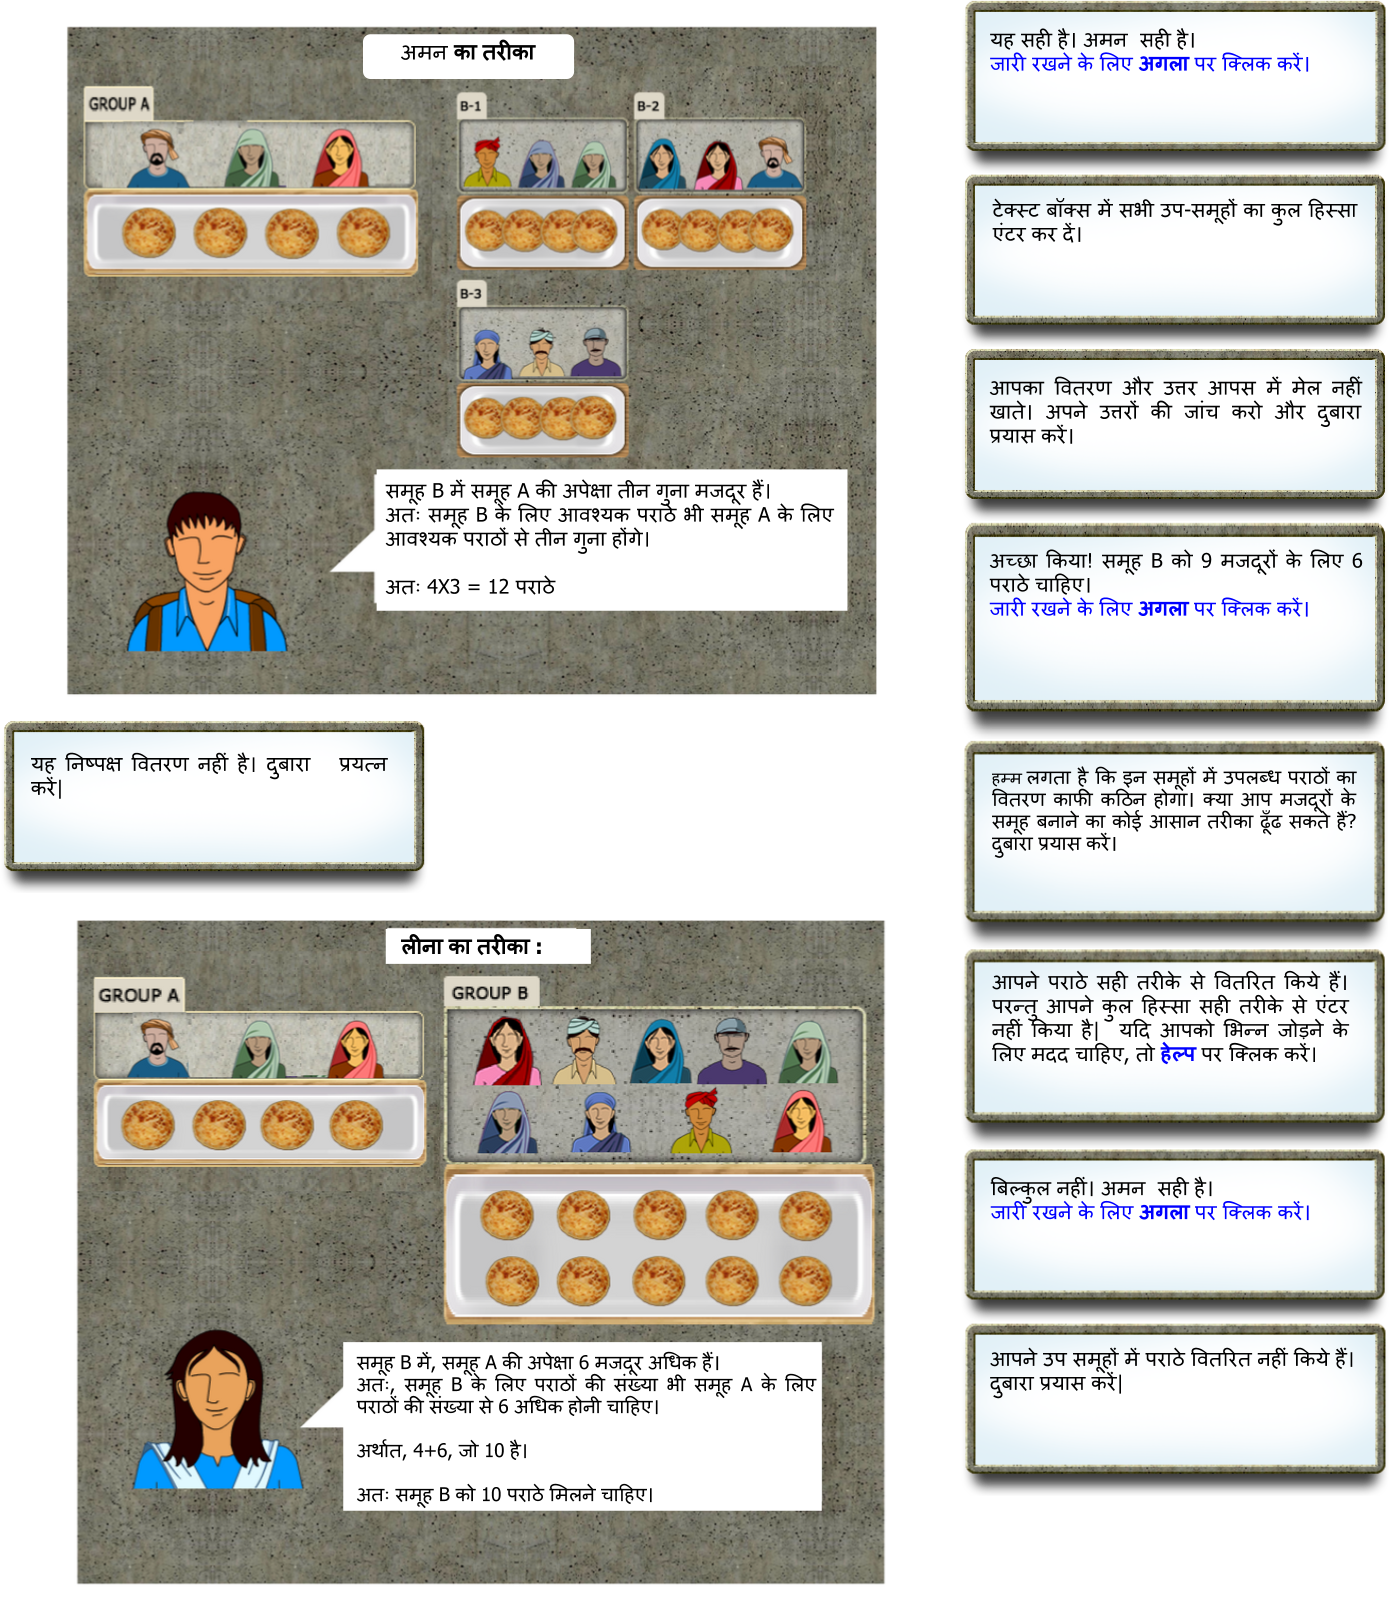 अमन का तरीका
GROUP A
B-1
B-2
B-3
समूह B में समूह A की अपेक्षा तीन गुना मजदूर हैं।
अतः समूह B के लिए आवश्यक पराठे भी समूह A के लिए
आवश्यक पराठों से तीन गुना होंगे।
अतः 4X3 = 12 पराठे
यह निष्पक्ष वितरण नहीं है। दुबारा प्रयत्न
करें|
लीना का तरीका :
GROUP A
GROUP B
समूह B में, समूह A की अपेक्षा 6 मजदूर अधिक हैं।
अतः, समूह B के लिए पराठों की संख्या भी समूह A के लिए
पराठों की संख्या से 6 अधिक होनी चाहिए।
अर्थात, 4+6, जो 10 है।
अतः समूह B को 10 पराठे मिलने चाहिए।
यह सही है। अमन सही है।
जारी रखने के लिए अगला पर क्लिक करें।
टेक्स्ट बॉक्स में सभी उप-समूहों का कुल हिस्सा
एंटर कर दें।
आपका वितरण और उत्तर आपस में मेल नहीं
खाते। अपने उत्तरों की जांच करो और दुबारा
प्रयास करें।
अच्छा किया! समूह B को 9 मजदूरों के लिए 6
पराठे चाहिए।
जारी रखने के लिए अगला पर क्लिक करें।
हम्म लगता है कि इन समूहों में उपलब्ध पराठों का
वितरण काफी कठिन होगा। क्या आप मजदूरों के
समूह बनाने का कोई आसान तरीका ढूँढ सकते हैं?
दुबारा प्रयास करें।
आपने पराठे सही तरीके से वितरित किये हैं।
परन्तु आपने कुल हिस्सा सही तरीके से एंटर
नहीं किया है| यदि आपको भिन्न जोड़ने के
लिए मदद चाहिए, तो हेल्प पर क्लिक करें।
बिल्कुल नहीं। अमन सही है।
जारी रखने के लिए अगला पर क्लिक करें।
आपने उप समूहों में पराठे वितरित नहीं किये हैं।
दुबारा प्रयास करें|